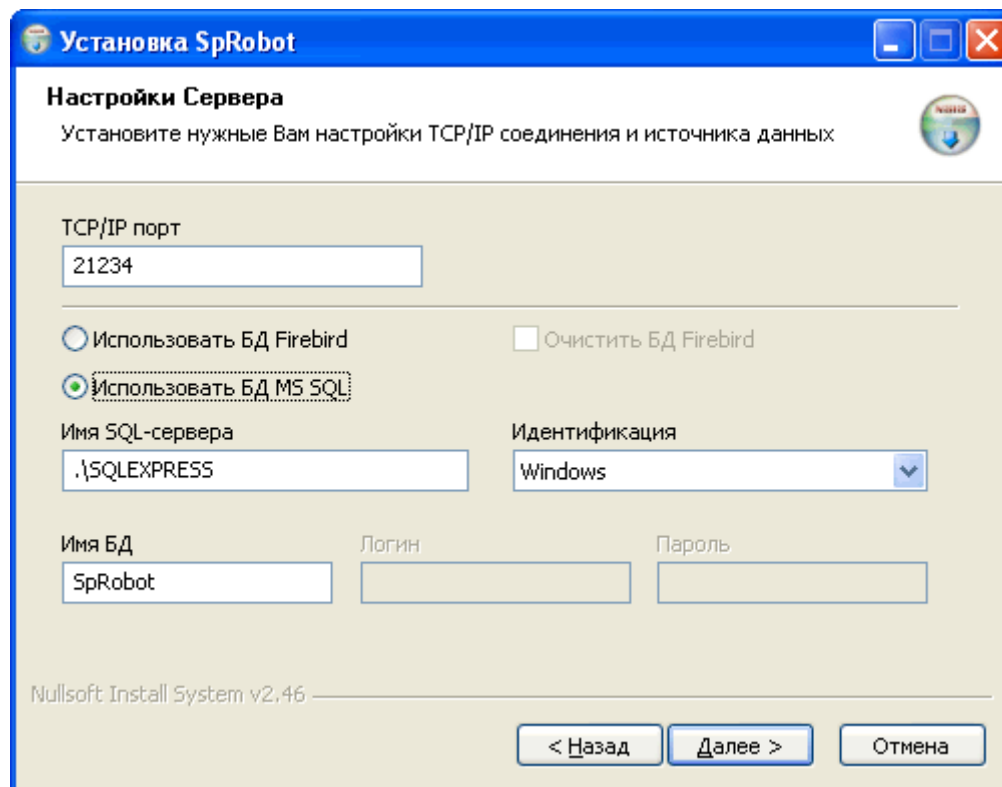 Установка SpRobot
Настройки Сервера
Установите нужные Вам настройки TCP/IP соединения и источника данных
TCP/IP порт
21234
Использовать БД Firebird
Очистить БД Firebird
Использовать БД MS SQL
Имя SQL-сервера
Идентификация
.\SQLEXPRESS
Windows
Имя БД
Логин
Пароль
SpRobot
Nullsoft Install System v2.46
< Назад
Далее >
Отмена